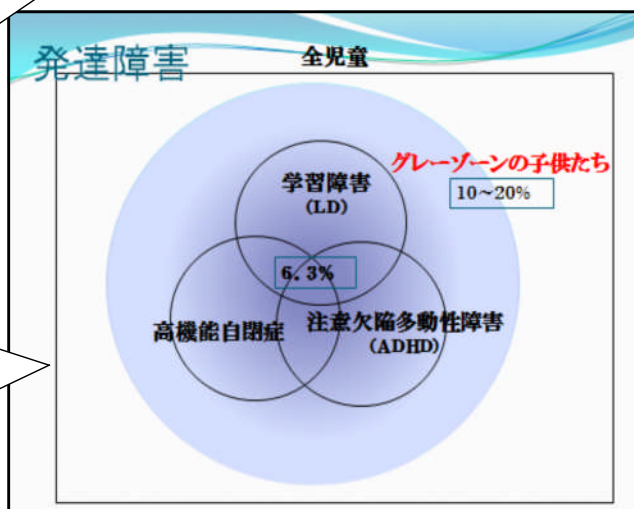 発達障害
全児童
グレーゾーンの子供たち
10~20%
学習障害
(LD)
6.3%
高機能自閉症
注意欠陥多動性障害
(ADHD)